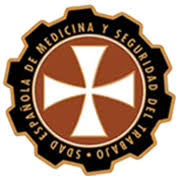 SDAD ESPAÑOLA DE MEDICINA Y SEGURIDAD DEL TRABAJO •